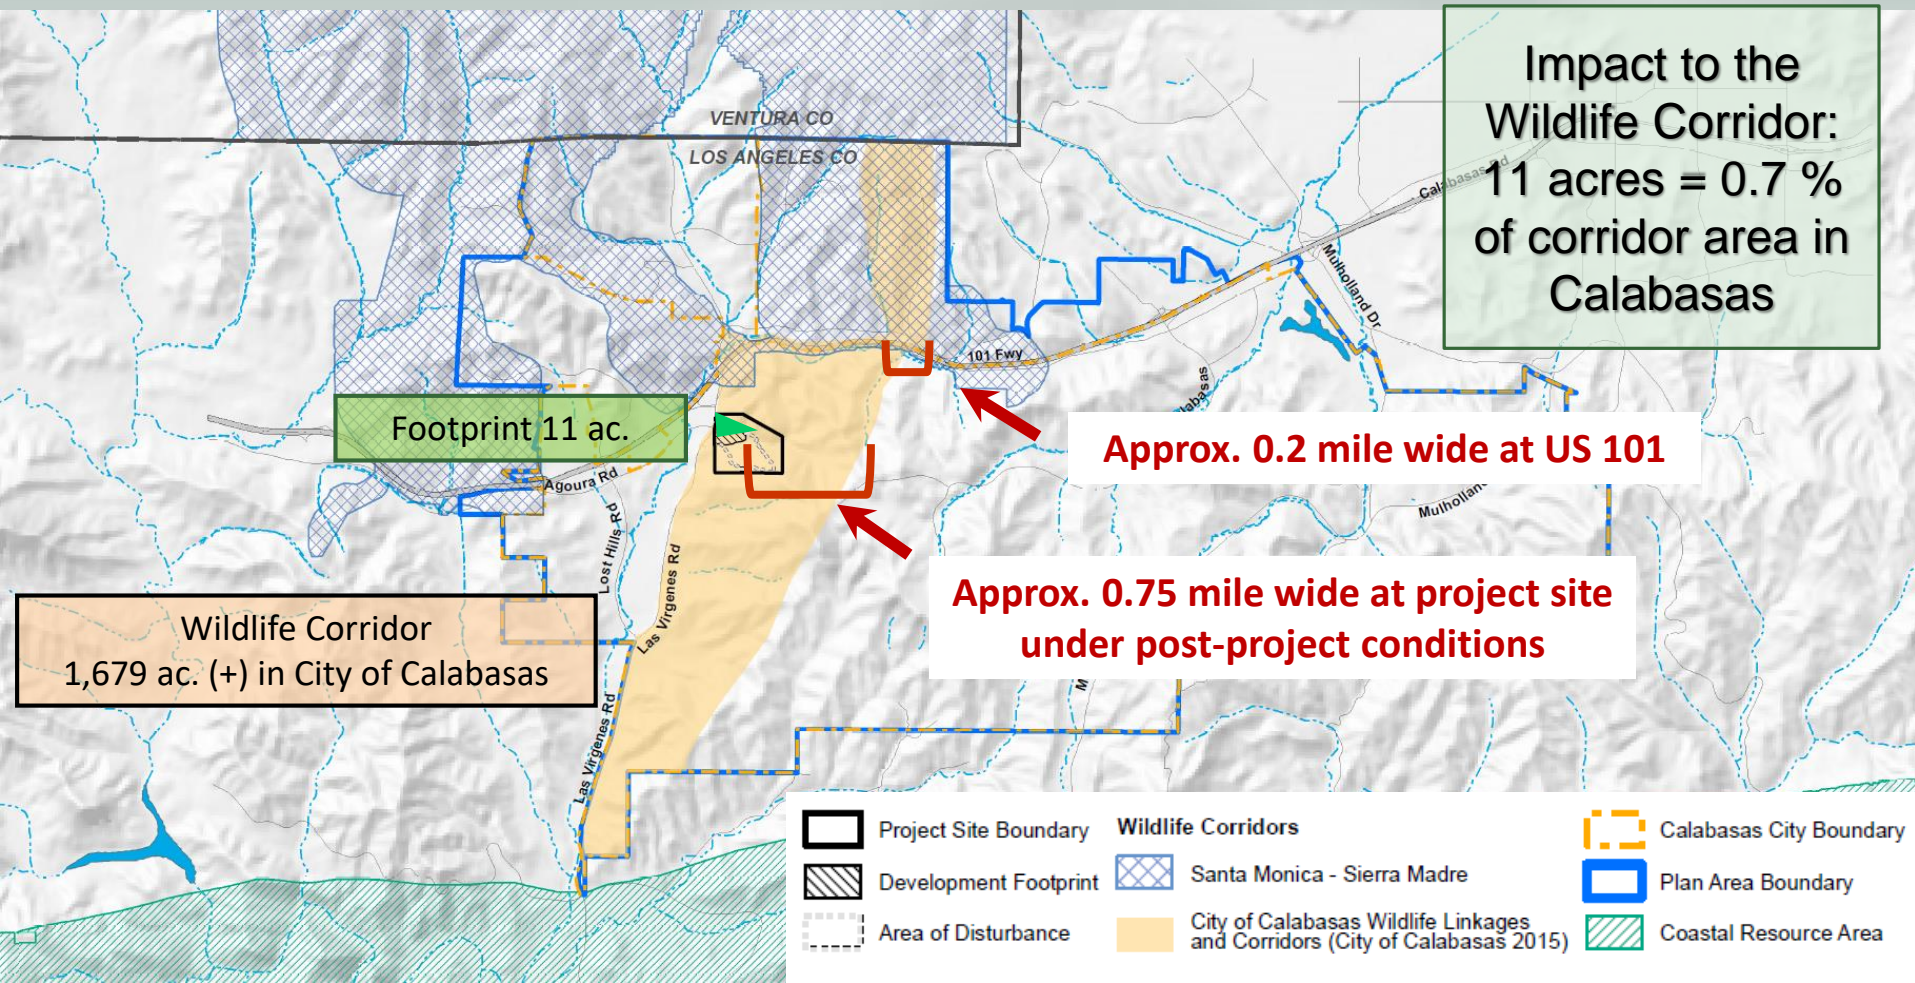 Impact to the
Wildlife Corridor:
11 acres = 0.7 %
of corridor area in
Calabasas
VENTURA CO
LOS ANGELES CO
Calabasas Rd
Mulholland Dr
101 Fwy
Footprint 11 ac.
Approx. 0.2 mile wide at US 101
Agoura Rd
Lost Hills Rd
Las Virgenes Rd
Approx. 0.75 mile wide at project site
under post-project conditions
Wildlife Corridor
1,679 ac. (+) in City of Calabasas
Las Virgenes Rd
Project Site Boundary
Development Footprint
Area of Disturbance
Wildlife Corridors
Santa Monica - Sierra Madre
City of Calabasas Wildlife Linkages
and Corridors (City of Calabasas 2015)
Calabasas City Boundary
Plan Area Boundary
Coastal Resource Area